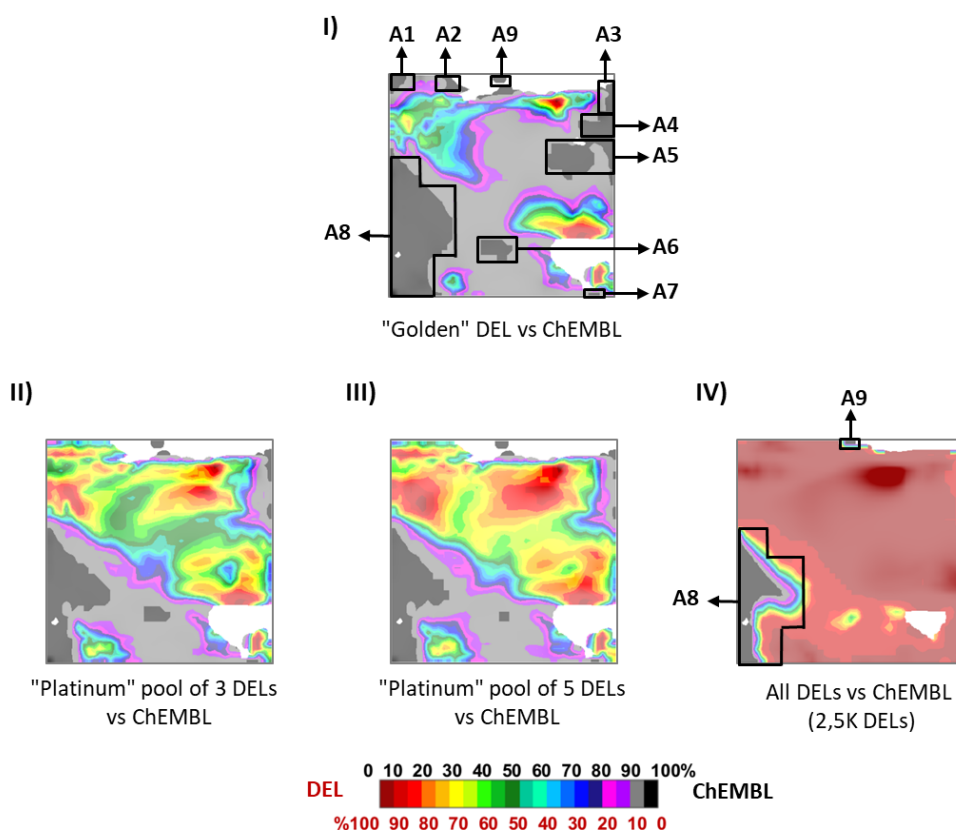 I)
A1 A2 A9 A3
A4
A5
A8
A6
A7
"Golden" DEL vs ChEMBL
II) III) IV)
A9
A8
"Platinum" pool of 3 DELs
vs ChEMBL
"Platinum" pool of 5 DELs
vs ChEMBL
All DELs vs ChEMBL
(2,5K DELs)
0 10 20 30 40 50 60 70 80 90 100%
DEL ChEMBL
%100 90 80 70 60 50 40 30 20 10 0